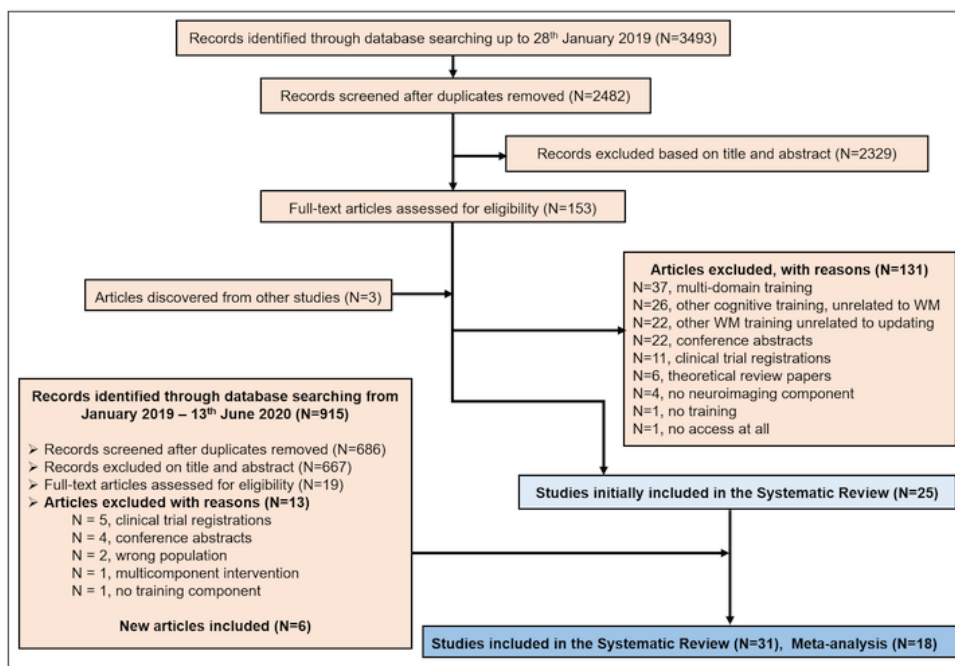 Records identified through database searching up to 28th January 2019 (N=3493)
Records screened after duplicates removed (N=2482)
Records excluded based on title and abstract (N=2329)
Full-text articles assessed for eligibility (N=153)
Articles discovered from other studies (N=3)
Articles excluded, with reasons (N=131)
N=37, multi-domain training
N=26, other cognitive training, unrelated to WM
N=22, other WM training unrelated to updating
N=22, conference abstracts
N=11, clinical trial registrations
N=6, theoretical review papers
N=4, no neuroimaging component
N=1, no training
N=1, no access at all
Records identified through database searching from
January 2019 – 13th June 2020 (N=915)
➢ Records screened after duplicates removed (N=686)
➢ Records excluded on title and abstract (N=667)
➢ Full-text articles assessed for eligibility (N=19)
➢ Articles excluded with reasons (N=13)
N = 5, clinical trial registrations
N = 4, conference abstracts
N = 2, wrong population
N = 1, multicomponent intervention
N = 1, no training component
New articles included (N=6)
Studies initially included in the Systematic Review (N=25)
Studies included in the Systematic Review (N=31), Meta-analysis (N=18)